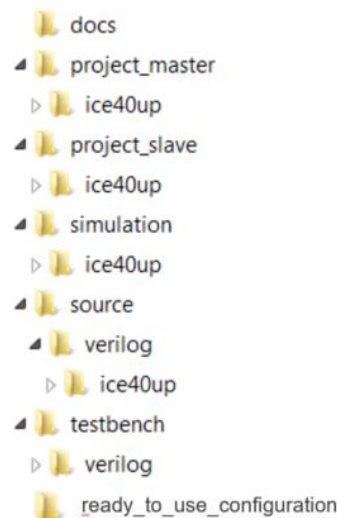 docs
project_master
ice40up
project_slave
ice40up
simulation
ice40up
source
verilog
ice40up
testbench
verilog
ready_to_use_configuration